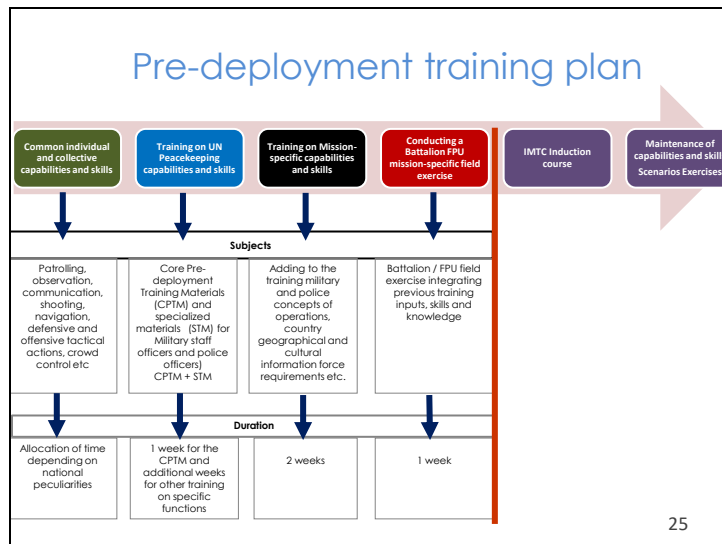 Pre-deployment training plan
Common individual
and collective
capabilities and skills
Training on UN
Peacekeeping
capabilities and skills
Training on Mission-
specific capabilities
and skills
Conducting a
Battalion FPU
mission-specific field
exercise
IMTC Induction
course
Maintenance of
capabilities and skill
Scenarios Exercises
Subjects
Patrolling,
observation,
communication,
shooting,
navigation,
defensive and
offensive tactical
actions, crowd
control etc
Core Pre-
deployment
Training Materials
(CPTM) and
specialized
materials (STM) for
Military staff
officers and police
officers)
CPTM + STM
Adding to the
training military
and police
concepts of
operations,
country
geographical and
cultural
information force
requirements etc.
Battalion / FPU field
exercise integrating
previous training
inputs, skills and
knowledge
Duration
Allocation of time
depending on
national
peculiarities
1 week for the
CPTM and
additional weeks
for other training
on specific
functions
2 weeks
1 week
25